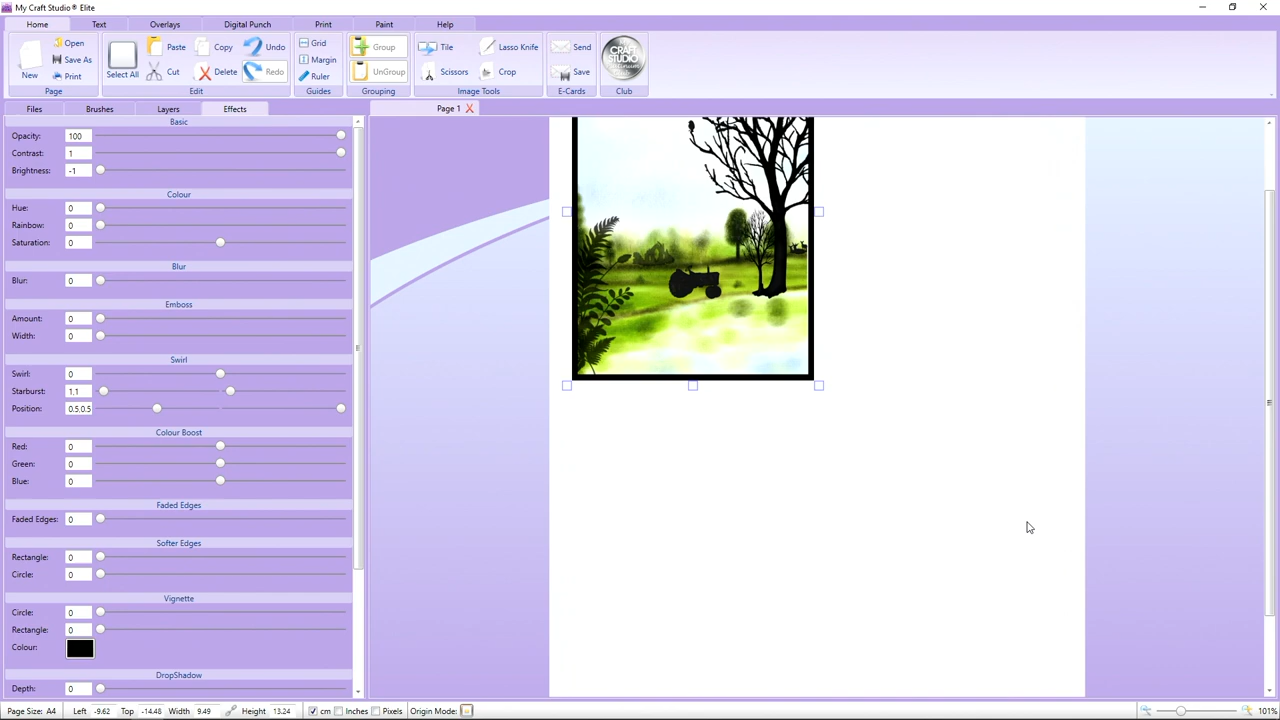 My Craft Studio® Elite
Home Text Overlays Digital Punch Print Paint Help
New Open Save As Print Page
Select All Paste Copy Undo Cut Delete Redo Edit
Grid Margin Ruler Guides
Group UnGroup Grouping
Tile Lasso Knife Scissors Crop Image Tools
Send Save E-Cards
CRAFT STUDIO Club
Files Brushes Layers Effects
Page 1
Basic
Opacity: 100
Contrast: 1
Brightness: -1
Colour
Hue: 0
Rainbow: 0
Saturation: 0
Blur
Blur: 0
Emboss
Amount: 0
Width: 0
Swirl
Swirl: 0
Starburst: 1,1
Position: 0.5,0.5
Colour Boost
Red: 0
Green: 0
Blue: 0
Faded Edges
Faded Edges: 0
Softer Edges
Rectangle: 0
Circle: 0
Vignette
Circle: 0
Rectangle: 0
Colour:
DropShadow
Depth: 0
Page Size: A4 Left -9.62 Top -14.48 Width 9.49 Height 13.24 cm Inches Pixels Origin Mode: 101%